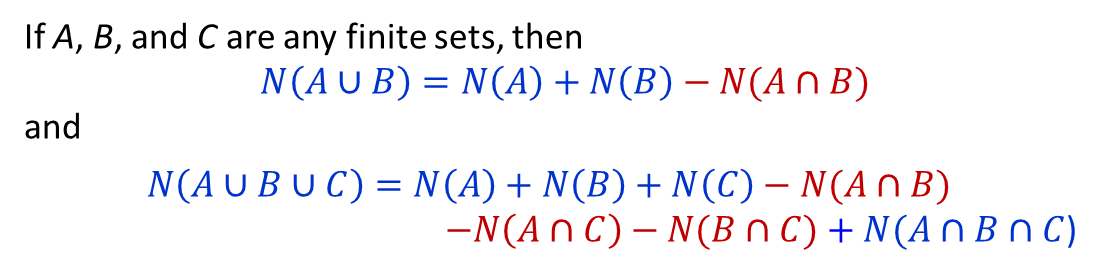 If A, B, and C are any finite sets, then
N(A ∪ B) = N(A) + N(B) − N(A ∩ B)
and
N(A ∪ B ∪ C) = N(A) + N(B) + N(C) − N(A ∩ B)
−N(A ∩ C) − N(B ∩ C) + N(A ∩ B ∩ C)